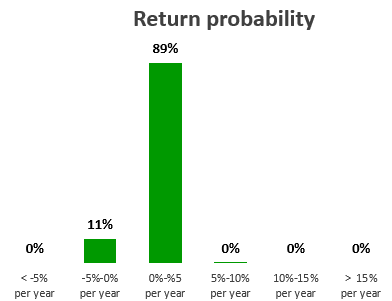 Return probability
89%
11%
0%
0%
0%
0%
< -5%
per year
-5%-0%
per year
0%-%5
per year
5%-10%
per year
10%-15%
per year
> 15%
per year